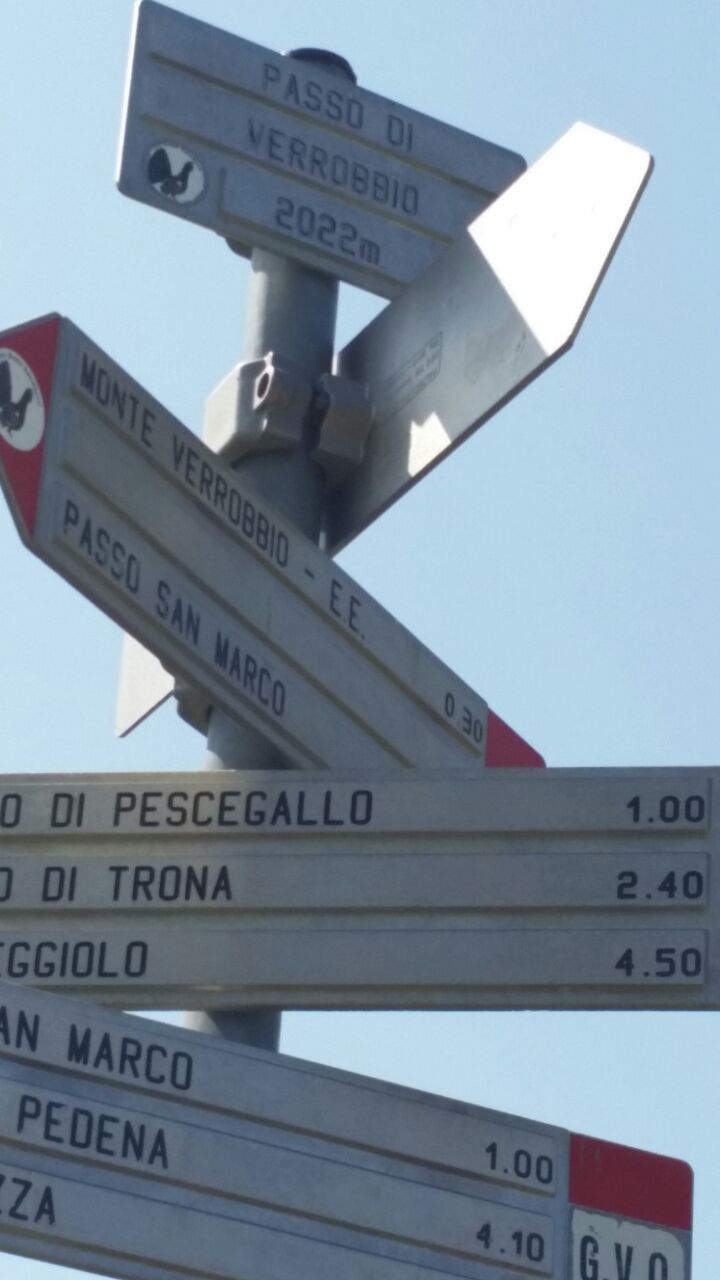 PASSO DI
VERROBBIO
2022m
MONTE VERROBBIO - E.E.
PASSO SAN MARCO 0.30
O DI PESCEGALLO 1.00
O DI TRONA 2.40
EGGIOLO 4.50
AN MARCO 1.00
PEDENA 4.10
ZZA
G.V.O